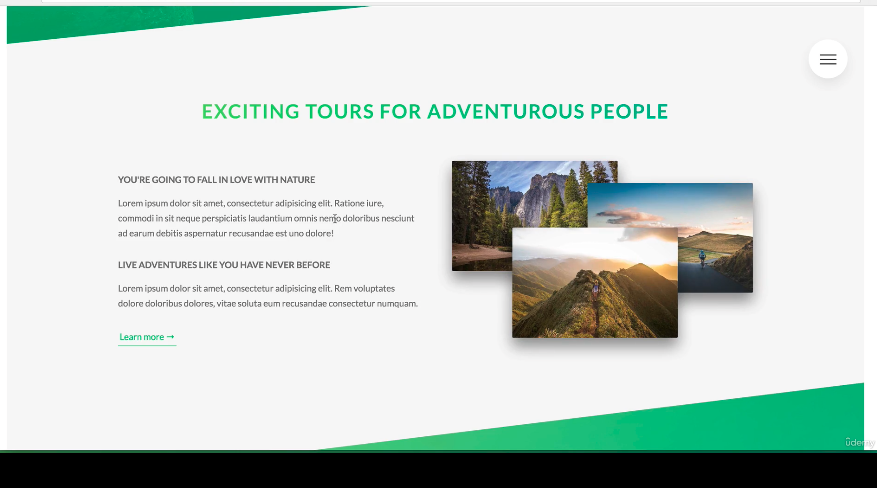 EXCITING TOURS FOR ADVENTUROUS PEOPLE
YOU'RE GOING TO FALL IN LOVE WITH NATURE
Lorem ipsum dolor sit amet, consectetur adipisicing elit. Ratione iure,
commodi in sit neque perspiciatis laudantium omnis nemo doloribus nesciunt
ad earum debitis aspernatur recusandae est uno dolore!
LIVE ADVENTURES LIKE YOU HAVE NEVER BEFORE
Lorem ipsum dolor sit amet, consectetur adipisicing elit. Rem voluptates
dolore doloribus dolores, vitae soluta eum recusandae consectetur numquam.
Learn more →
ûdemy